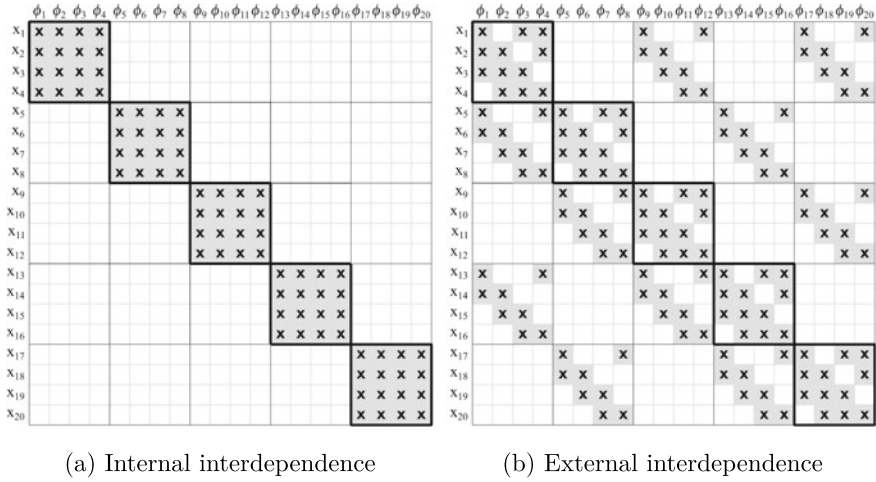 ϕ1 ϕ2 ϕ3 ϕ4 ϕ5 ϕ6 ϕ7 ϕ8 ϕ9 ϕ10 ϕ11 ϕ12 ϕ13 ϕ14 ϕ15 ϕ16 ϕ17 ϕ18 ϕ19 ϕ20
x1 x x x x
x2 x x x x
x3 x x x x
x4 x x x x
x5 x x x x
x6 x x x x
x7 x x x x
x8 x x x x
x9 x x x x
x10 x x x x
x11 x x x x
x12 x x x x
x13 x x x x
x14 x x x x
x15 x x x x
x16 x x x x
x17 x x x x
x18 x x x x
x19 x x x x
x20 x x x x
(a) Internal interdependence
ϕ1 ϕ2 ϕ3 ϕ4 ϕ5 ϕ6 ϕ7 ϕ8 ϕ9 ϕ10 ϕ11 ϕ12 ϕ13 ϕ14 ϕ15 ϕ16 ϕ17 ϕ18 ϕ19 ϕ20
x1 x x x x x x x
x2 x x x x x x x
x3 x x x x x x x
x4 x x x x x x x
x5 x x x x x x x
x6 x x x x x x x
x7 x x x x x x x
x8 x x x x x x x
x9 x x x x x x x
x10 x x x x x x x
x11 x x x x x x x
x12 x x x x x x x
x13 x x x x x x x
x14 x x x x x x x
x15 x x x x x x x
x16 x x x x x x x
x17 x x x x x x x
x18 x x x x x x x
x19 x x x x x x x
x20 x x x x x x x
(b) External interdependence